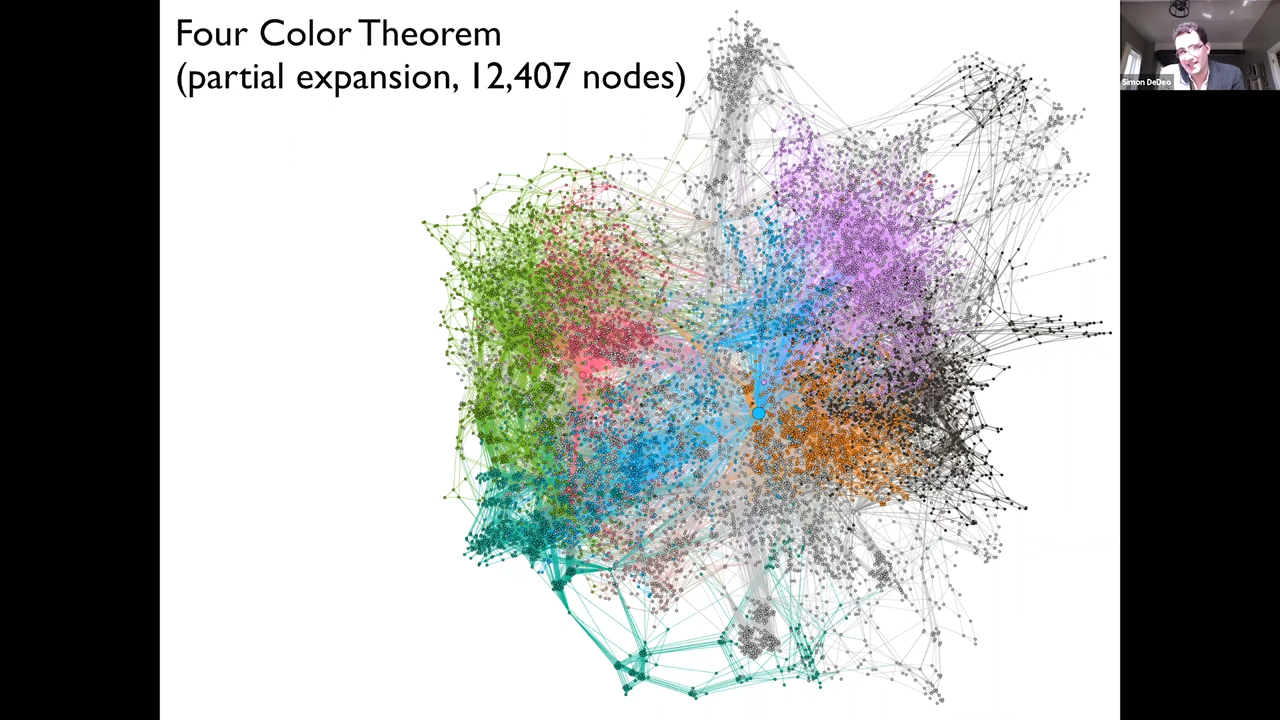 Four Color Theorem
(partial expansion, 12,407 nodes)
Simon DeDeo